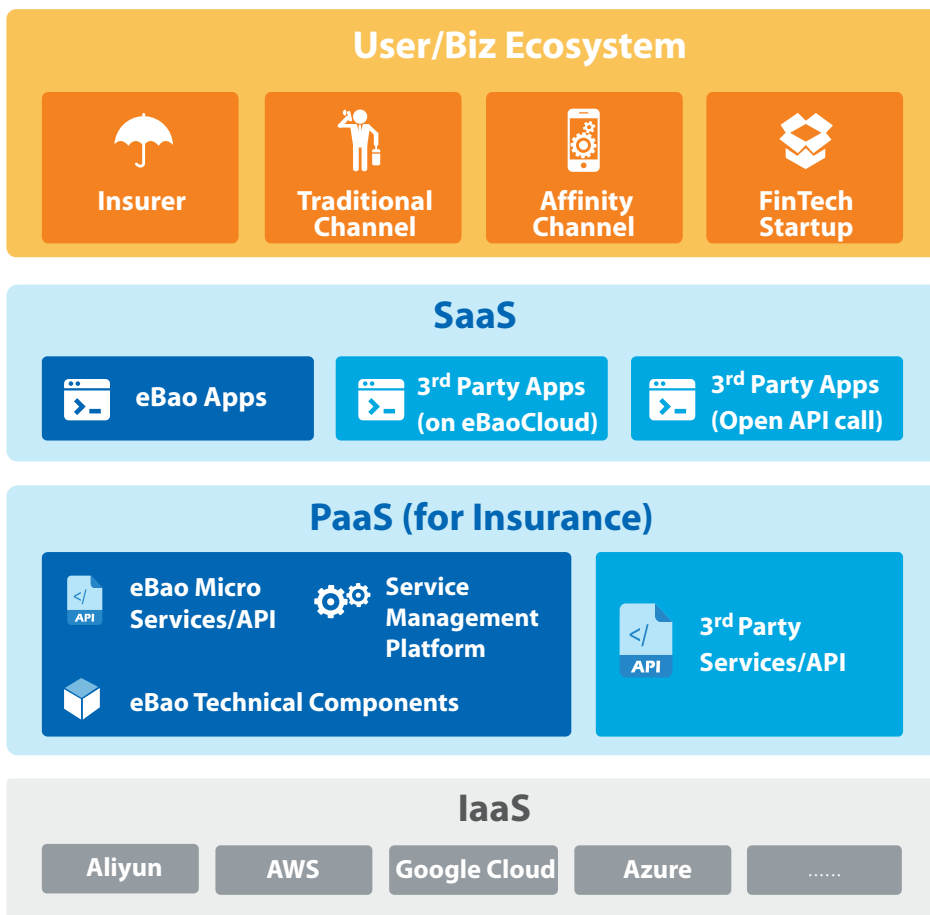 User/Biz Ecosystem
Insurer
Traditional
Channel
Affinity
Channel
FinTech
Startup
SaaS
eBao Apps
3rd Party Apps
(on eBaoCloud)
3rd Party Apps
(Open API call)
PaaS (for Insurance)
</
API
eBao Micro
Services/API
Service
Management
Platform
eBao Technical Components
</
API
3rd Party
Services/API
IaaS
Aliyun
AWS
Google Cloud
Azure
......